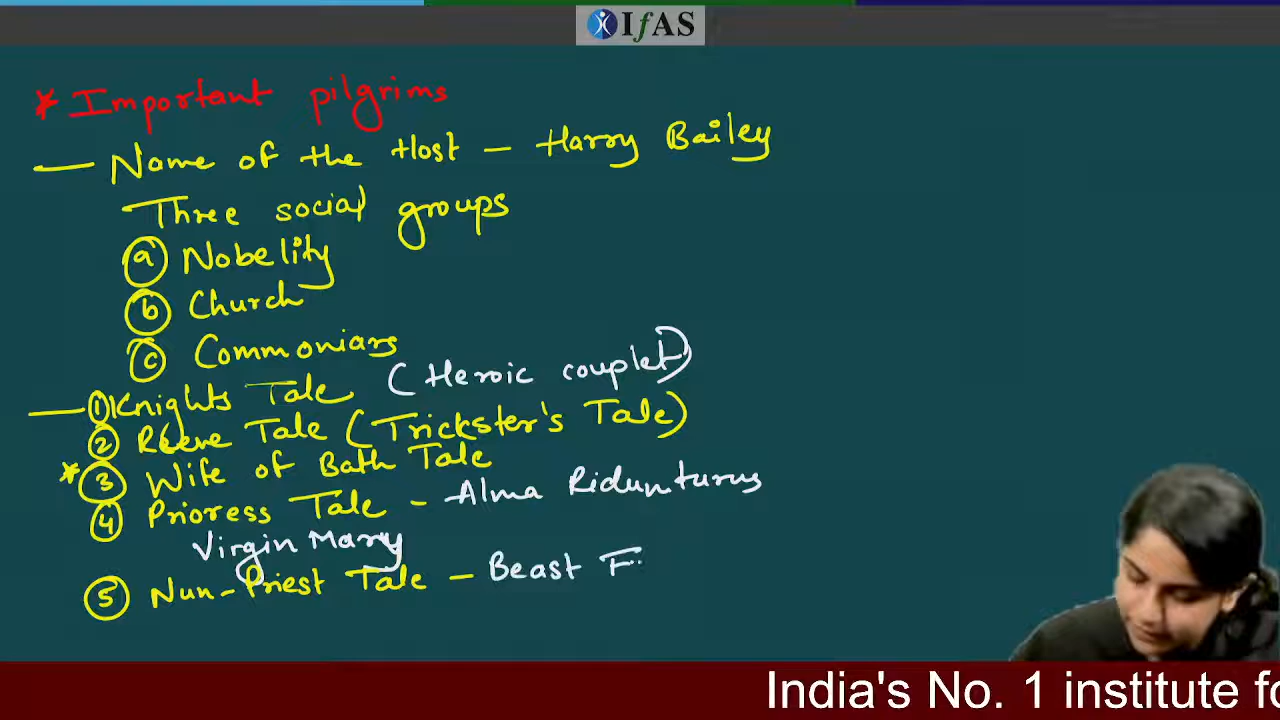 IfAS
* Important pilgrims
— Name of the Host - Harry Bailey
Three social groups
a Nobelity
b Church
c Commoniars
(Heroic couplet)
— 1 Knights Tale
2 Reeve Tale (Trickster's Tale)
* 3 Wife of Bath Tale
4 Prioress Tale - Alma Ridumturus
Virgin Mary
5 Nun-Priest Tale - Beast F
India's No. 1 institute fo